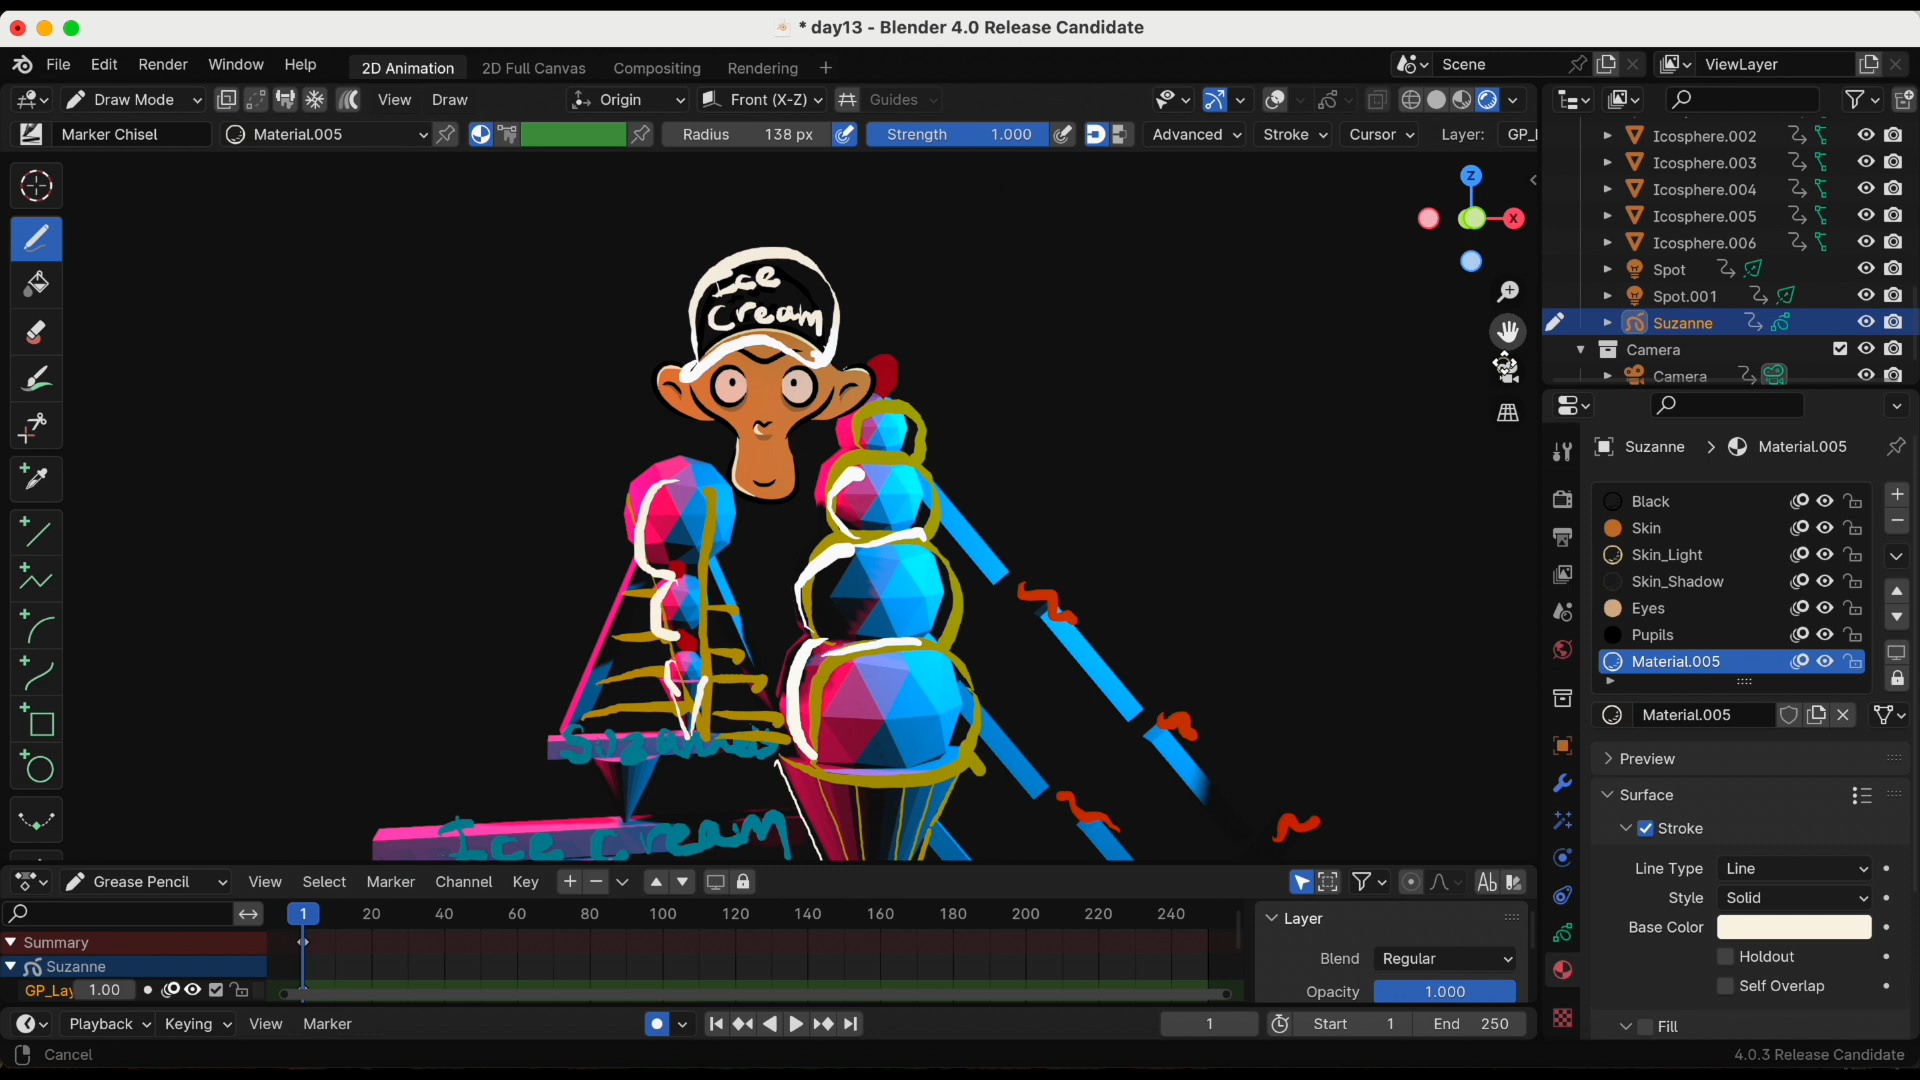 * day13 - Blender 4.0 Release Candidate
File Edit Render Window Help 2D Animation 2D Full Canvas Compositing Rendering + Scene ViewLayer
Draw Mode View Draw Origin Front (X-Z) Guides
Marker Chisel Material.005 Radius 138 px Strength 1.000 Advanced Stroke Cursor Layer:
Icosphere.002
Icosphere.003
Icosphere.004
Icosphere.005
Icosphere.006
Spot
Spot.001
Suzanne
Camera
Camera
Z
X
Ice
Cream
Suzannes
Ice Cream
Suzanne > Material.005
Black
Skin
Skin_Light
Skin_Shadow
Eyes
Pupils
Material.005
Material.005
Preview
Surface
Stroke
Line Type Line
Style Solid
Base Color
Holdout
Self Overlap
Fill
Grease Pencil View Select Marker Channel Key
1 20 40 60 80 100 120 140 160 180 200 220 240
Summary
Suzanne
GP_Lay 1.00
Layer
Blend Regular
Opacity 1.000
Playback Keying View Marker 1 Start 1 End 250
Cancel 4.0.3 Release Candidate